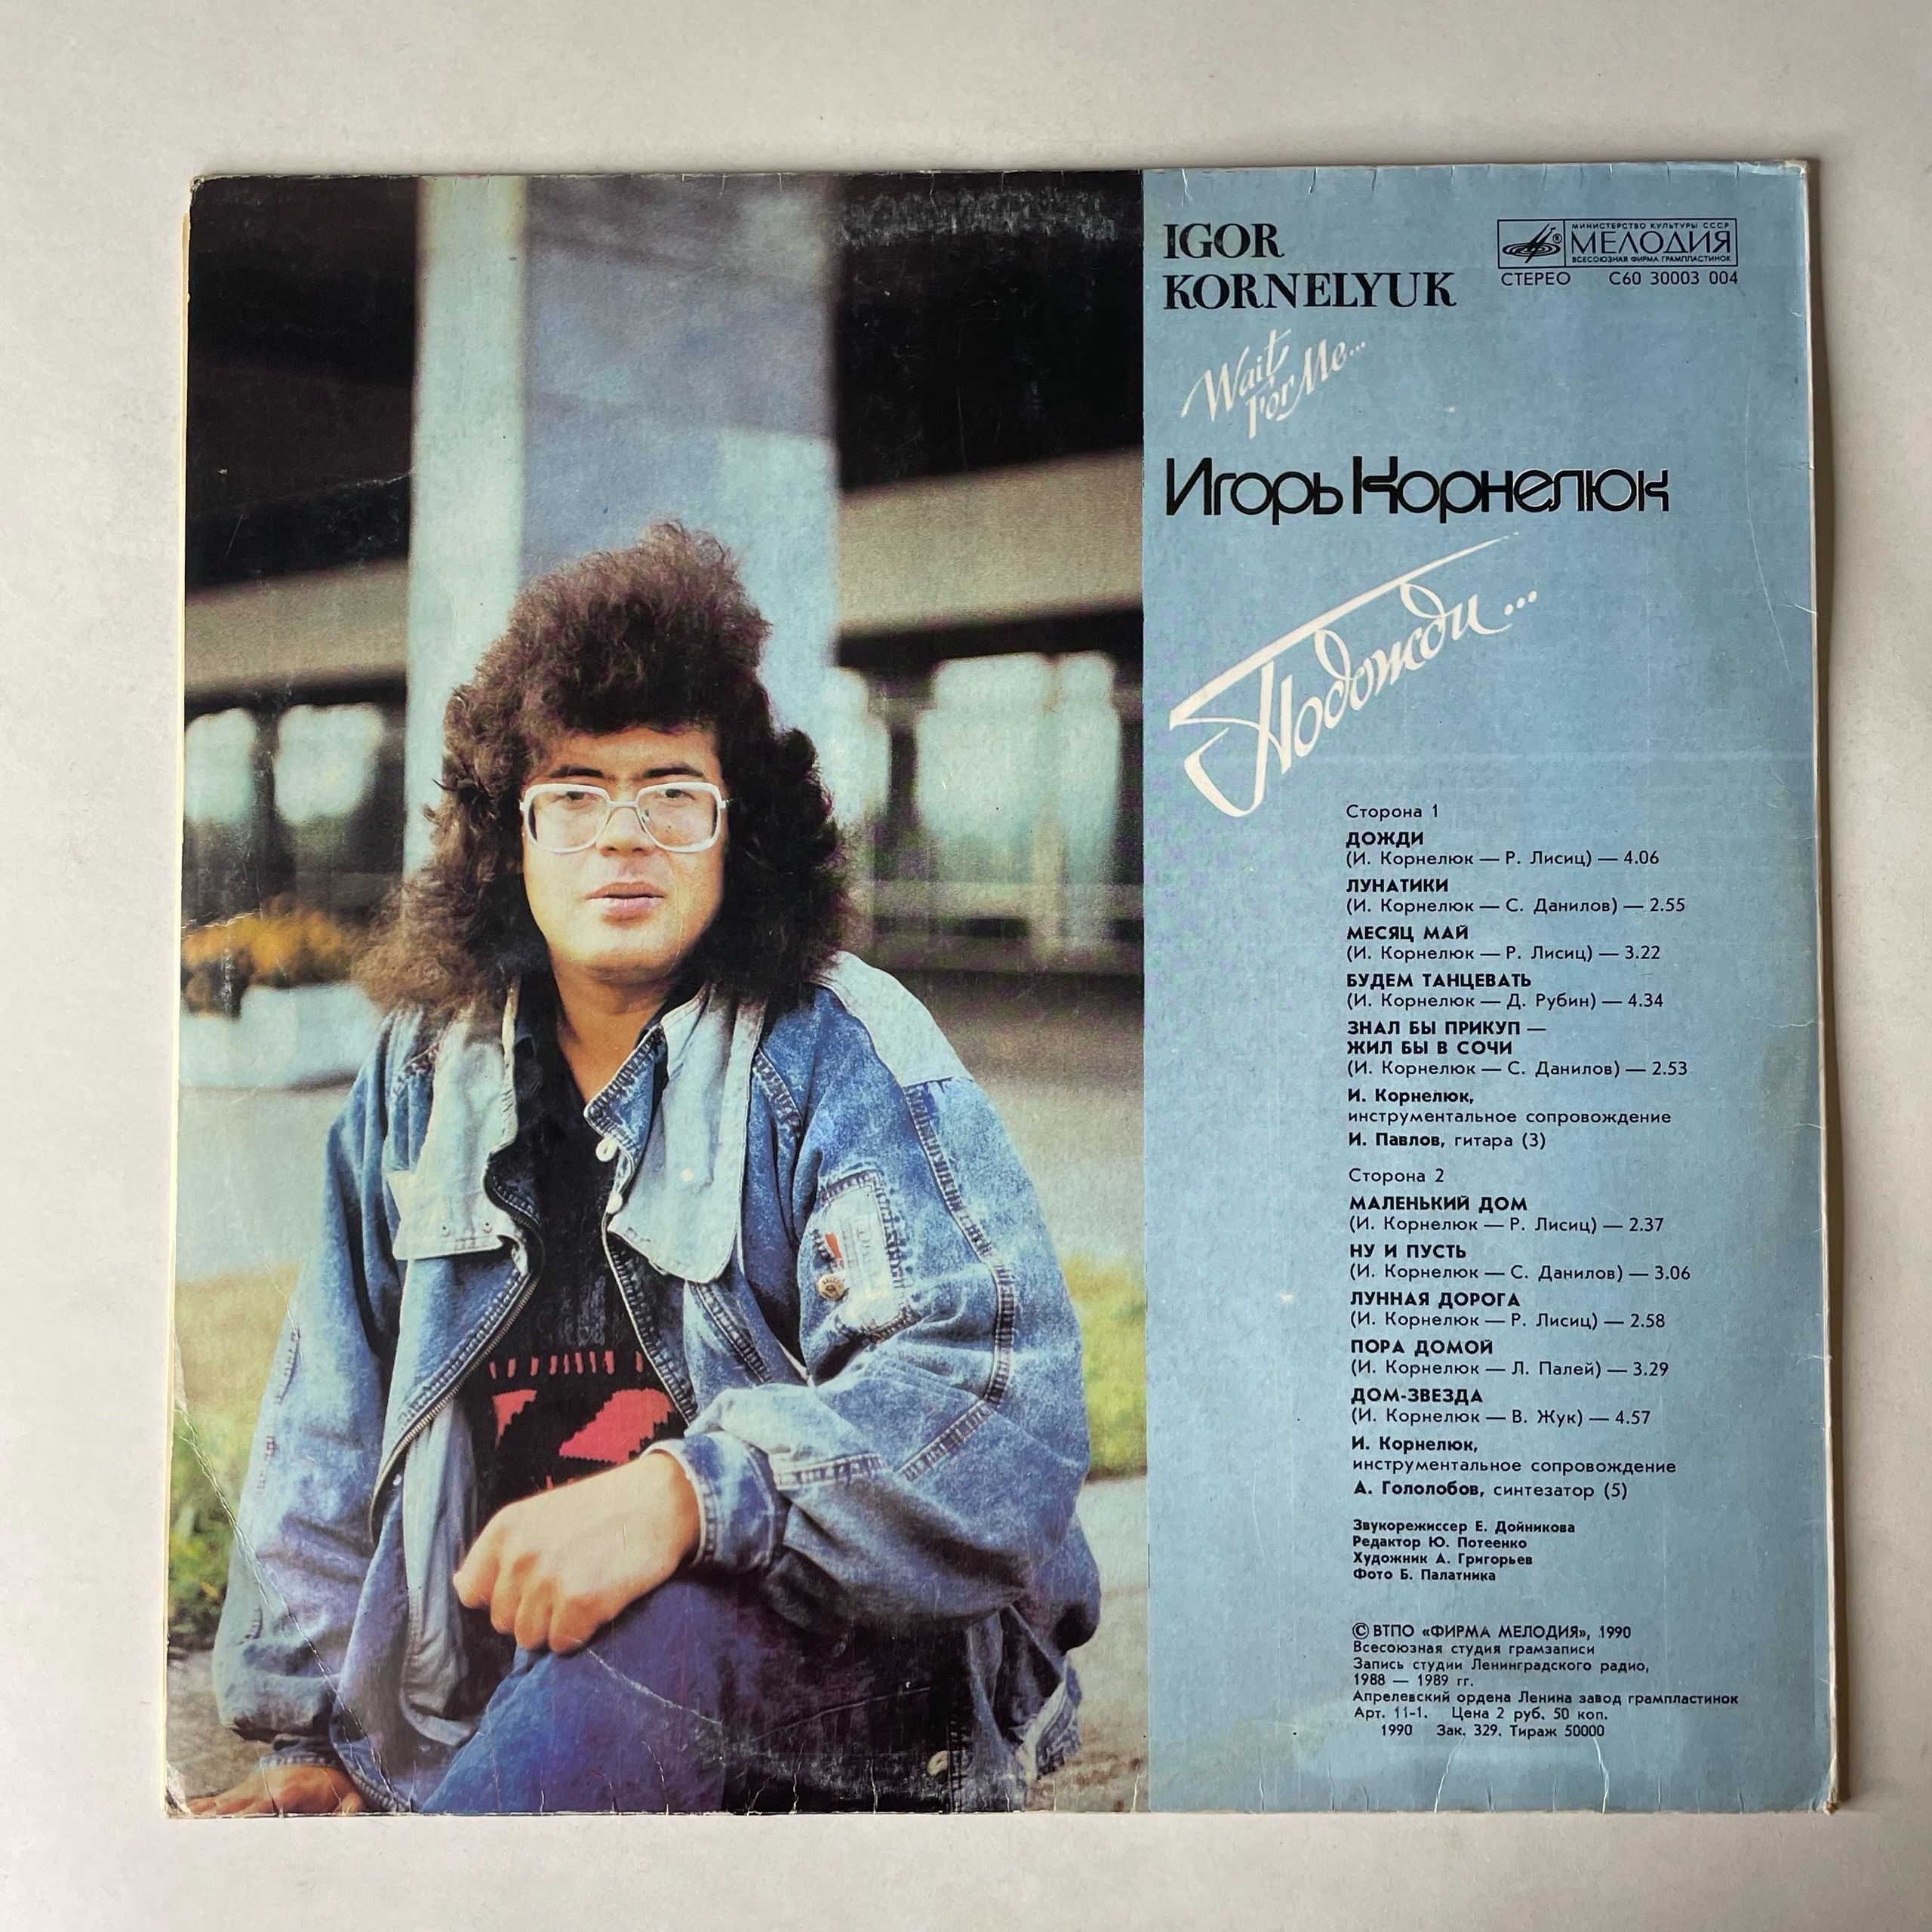 IGOR
KORNELYUK
Wait
For Me...
МИНИСТЕРСТВО КУЛЬТУРЫ СССР
МЕЛОДИЯ
ВСЕСОЮЗНАЯ ФИРМА ГРАМПЛАСТИНОК
СТЕРЕО С60 30003 004
Игорь Корнелюк
Подожди...
Сторона 1
ДОЖДИ
(И. Корнелюк — Р. Лисиц) — 4.06
ЛУНАТИКИ
(И. Корнелюк — С. Данилов) — 2.55
МЕСЯЦ МАЙ
(И. Корнелюк — Р. Лисиц) — 3.22
БУДЕМ ТАНЦЕВАТЬ
(И. Корнелюк — Д. Рубин) — 4.34
ЗНАЛ БЫ ПРИКУП —
ЖИЛ БЫ В СОЧИ
(И. Корнелюк — С. Данилов) — 2.53
И. Корнелюк,
инструментальное сопровождение
И. Павлов, гитара (3)
Сторона 2
МАЛЕНЬКИЙ ДОМ
(И. Корнелюк — Р. Лисиц) — 2.37
НУ И ПУСТЬ
(И. Корнелюк — С. Данилов) — 3.06
ЛУННАЯ ДОРОГА
(И. Корнелюк — Р. Лисиц) — 2.58
ПОРА ДОМОЙ
(И. Корнелюк — Л. Палей) — 3.29
ДОМ-ЗВЕЗДА
(И. Корнелюк — В. Жук) — 4.57
И. Корнелюк,
инструментальное сопровождение
А. Гололобов, синтезатор (5)
Звукорежиссер Е. Дойникова
Редактор Ю. Потеенко
Художник А. Григорьев
Фото Б. Палатника
© ВТПО «ФИРМА МЕЛОДИЯ», 1990
Всесоюзная студия грамзаписи
Запись студии Ленинградского радио,
1988 — 1989 гг.
Апрелевский ордена Ленина завод грампластинок
Арт. 11-1. Цена 2 руб. 50 коп.
1990 Зак. 329. Тираж 50000